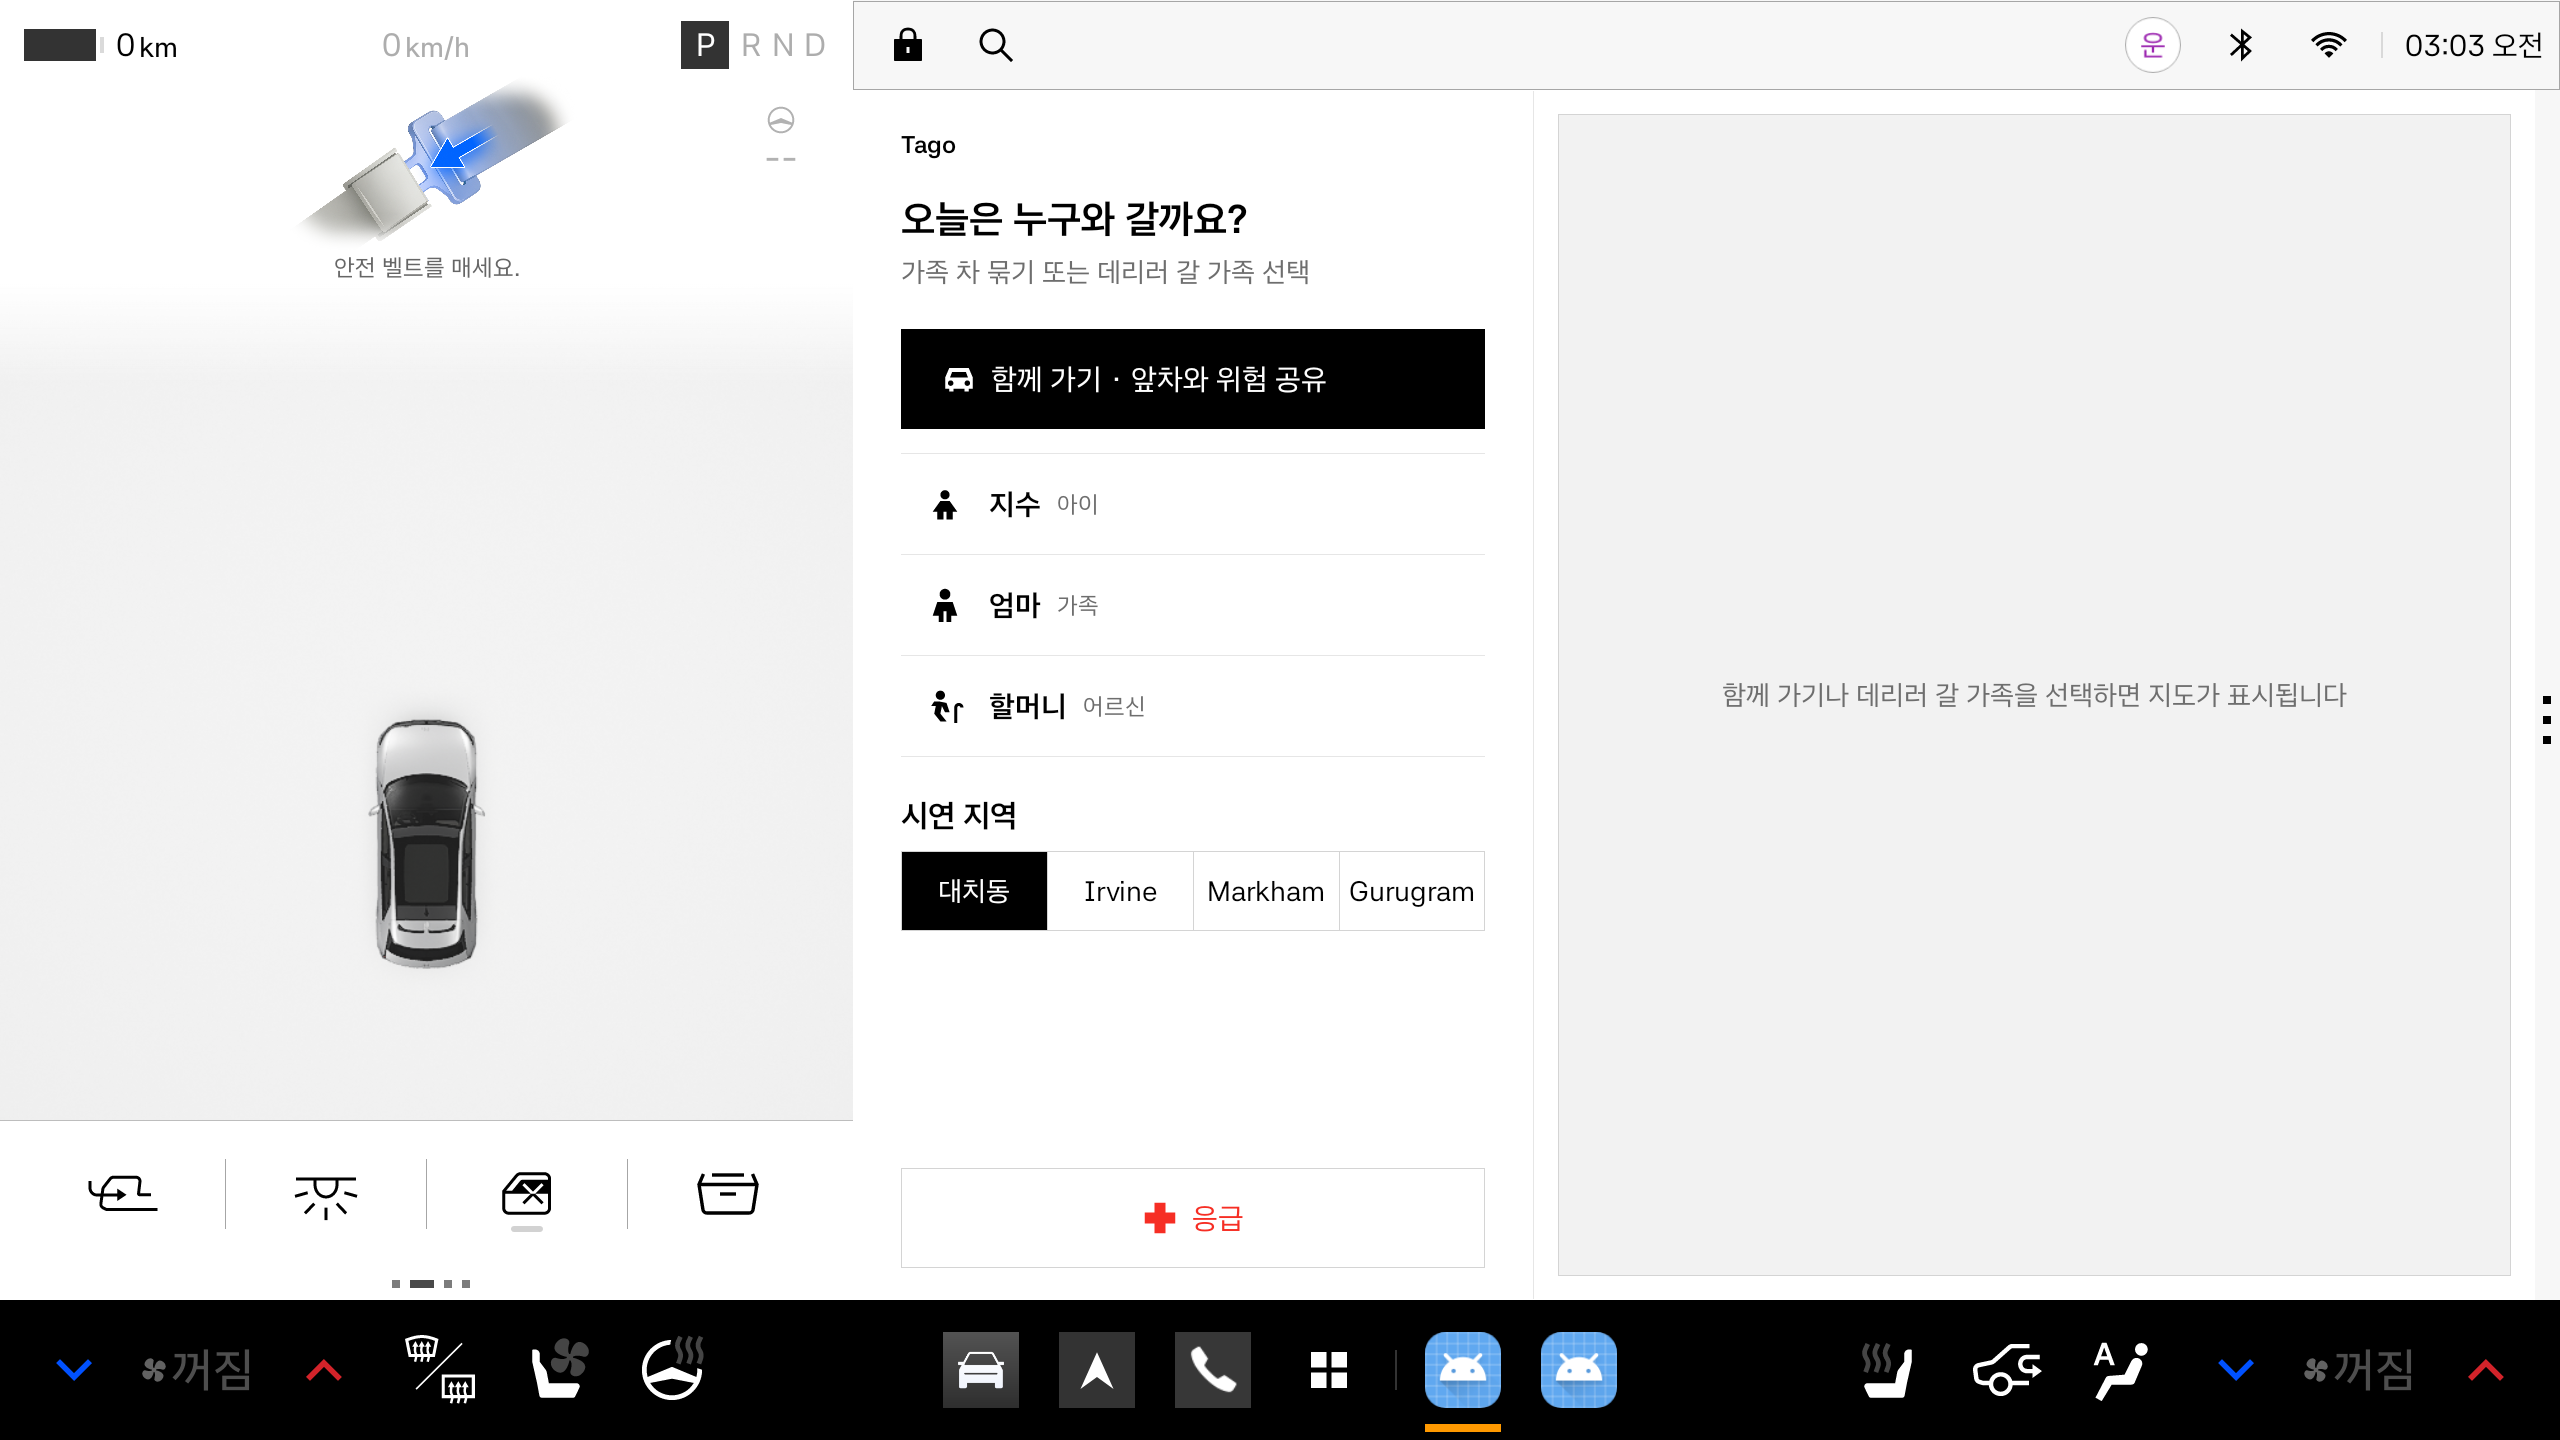 0 km
0 km/h
P R N D
운
03:03 오전
안전 벨트를 매세요.
Tago
오늘은 누구와 갈까요?
가족 차 묶기 또는 데리러 갈 가족 선택
함께 가기 · 앞차와 위험 공유
지수 아이
엄마 가족
할머니 어르신
시연 지역
대치동 Irvine Markham Gurugram
응급
함께 가기나 데리러 갈 가족을 선택하면 지도가 표시됩니다
꺼짐
A
꺼짐